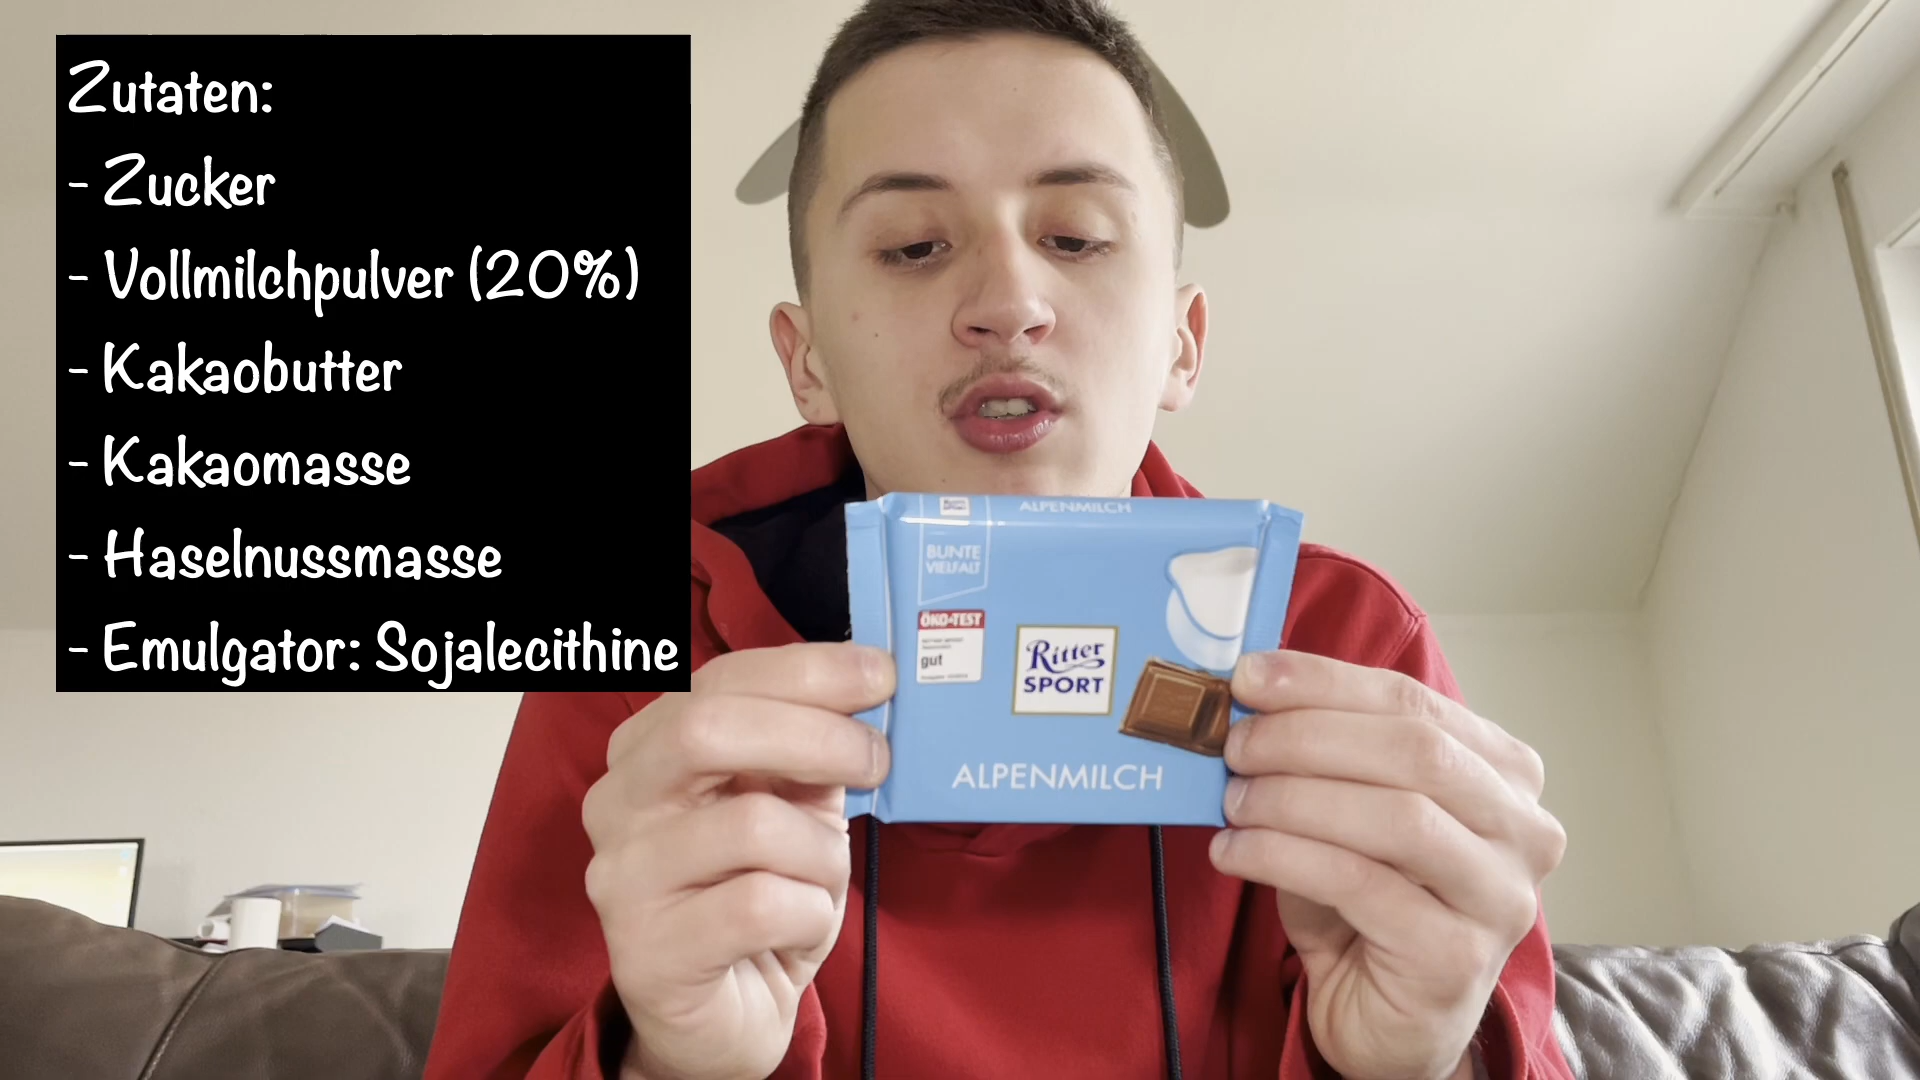 Zutaten:
- Zucker
- Vollmilchpulver (20%)
- Kakaobutter
- Kakaomasse
- Haselnussmasse
- Emulgator: Sojalecithine
ALPENMILCH
BUNTE
VIELFALT
ÖKO-TEST
gut
Ritter
SPORT
ALPENMILCH